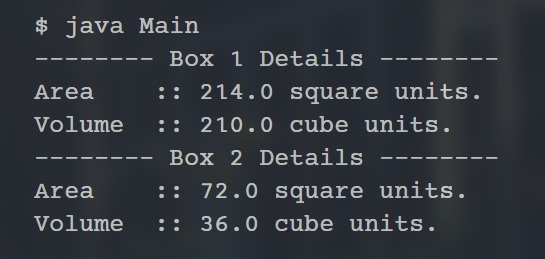 $ java Main
-------- Box 1 Details --------
Area    :: 214.0 square units.
Volume  :: 210.0 cube units.
-------- Box 2 Details --------
Area    :: 72.0 square units.
Volume  :: 36.0 cube units.